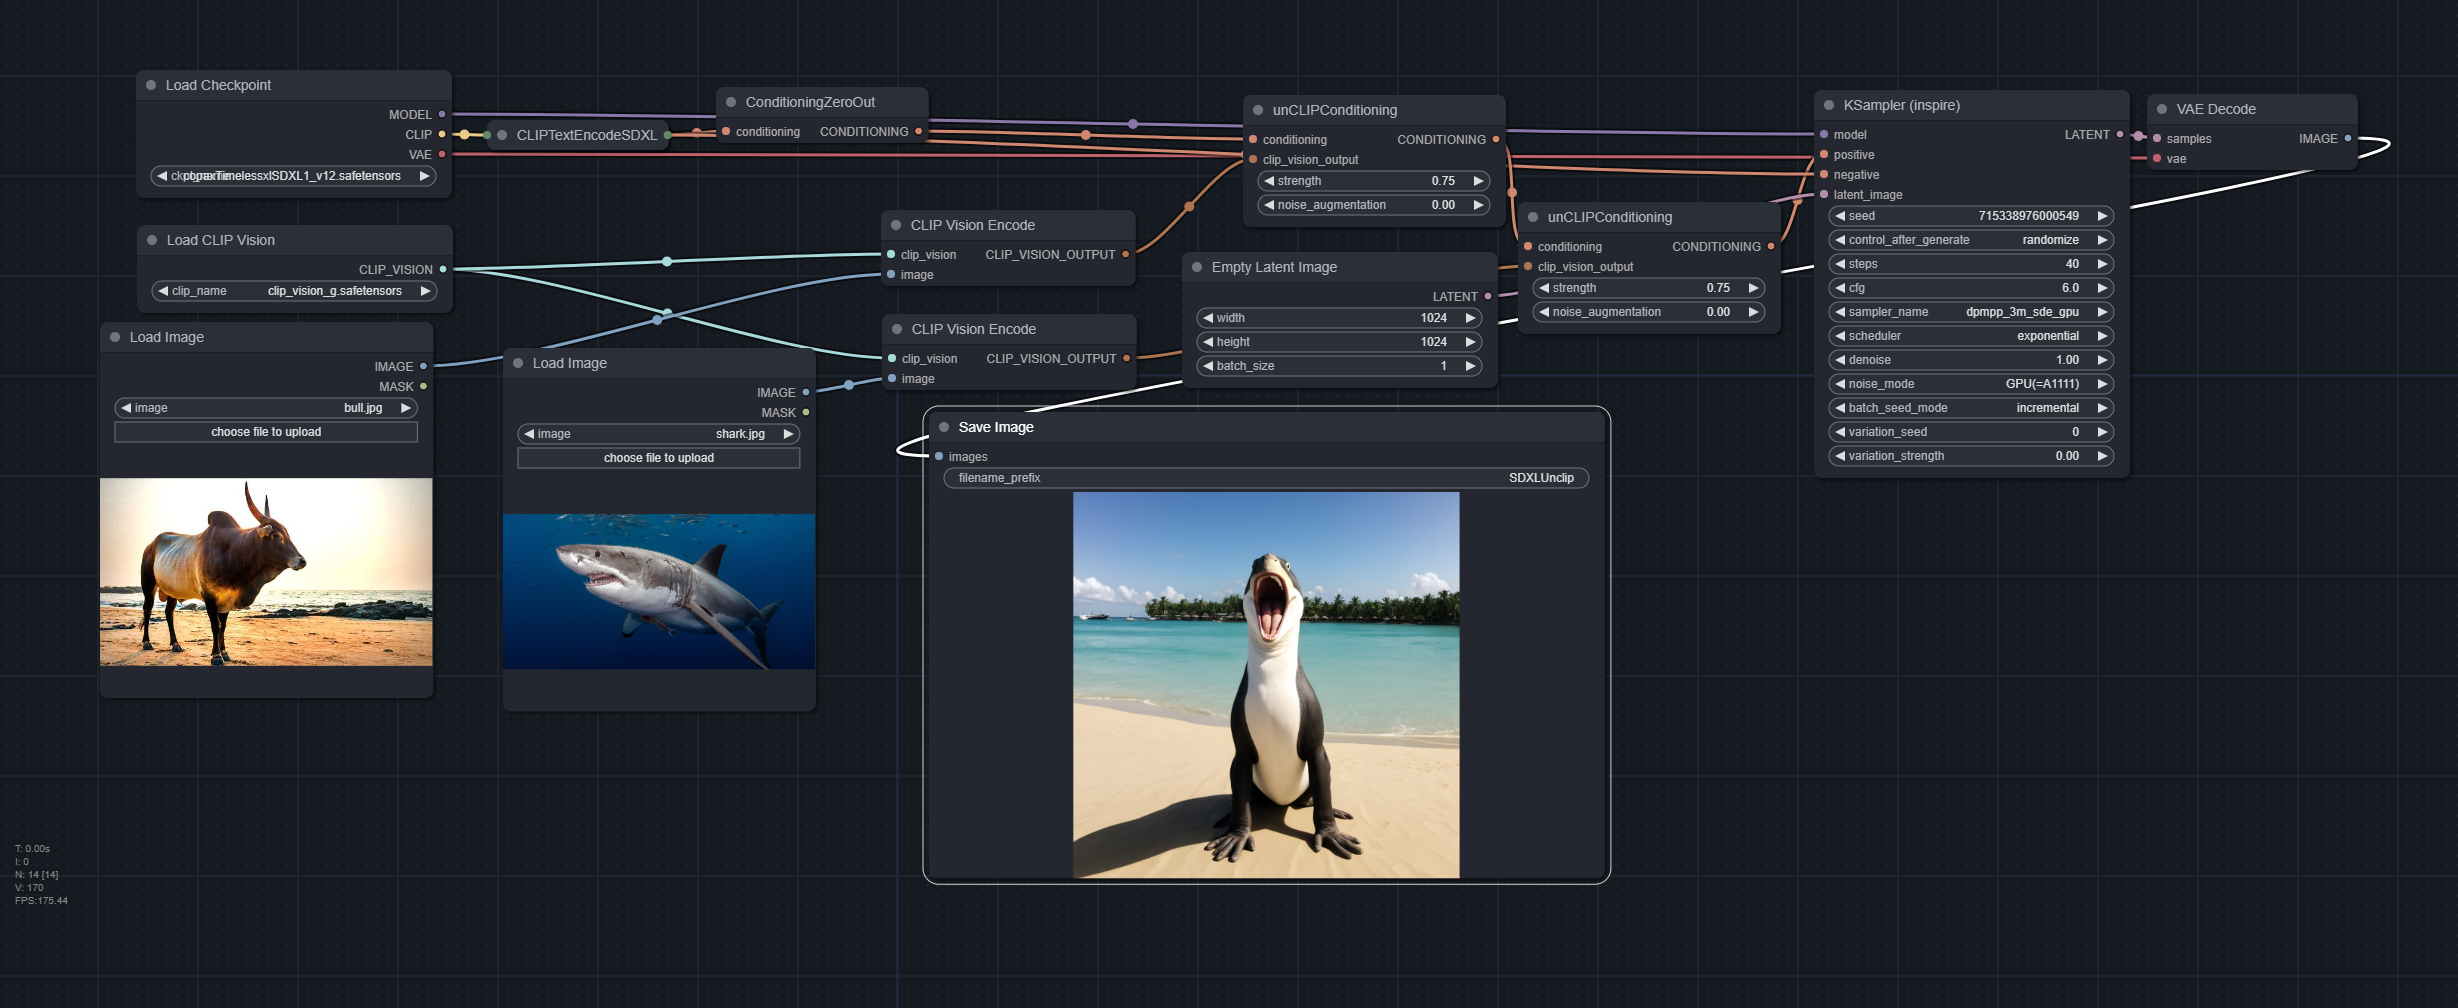 Load Checkpoint
MODEL
CLIP
VAE
SDXL1_v12.safetensors
CLIPTextEncodeSDXL
ConditioningZeroOut
conditioning CONDITIONING
Load CLIP Vision
CLIP_VISION
clip_name clip_vision_g.safetensors
Load Image
IMAGE
MASK
image bull.jpg
choose file to upload
Load Image
IMAGE
MASK
image shark.jpg
choose file to upload
CLIP Vision Encode
clip_vision CLIP_VISION_OUTPUT
image
CLIP Vision Encode
clip_vision CLIP_VISION_OUTPUT
image
unCLIPConditioning
conditioning CONDITIONING
clip_vision_output
strength 0.75
noise_augmentation 0.00
Empty Latent Image
LATENT
width 1024
height 1024
batch_size 1
unCLIPConditioning
conditioning CONDITIONING
clip_vision_output
strength 0.75
noise_augmentation 0.00
KSampler (inspire)
model LATENT
positive
negative
latent_image
seed 715338976000549
control_after_generate randomize
steps 40
cfg 6.0
sampler_name dpmpp_3m_sde_gpu
scheduler exponential
denoise 1.00
noise_mode GPU(=A1111)
batch_seed_mode incremental
variation_seed 0
variation_strength 0.00
VAE Decode
samples IMAGE
vae
Save Image
images
filename_prefix SDXLUnclip
T: 0.00s
I: 0
N: 14 [14]
V: 170
FPS:175.44